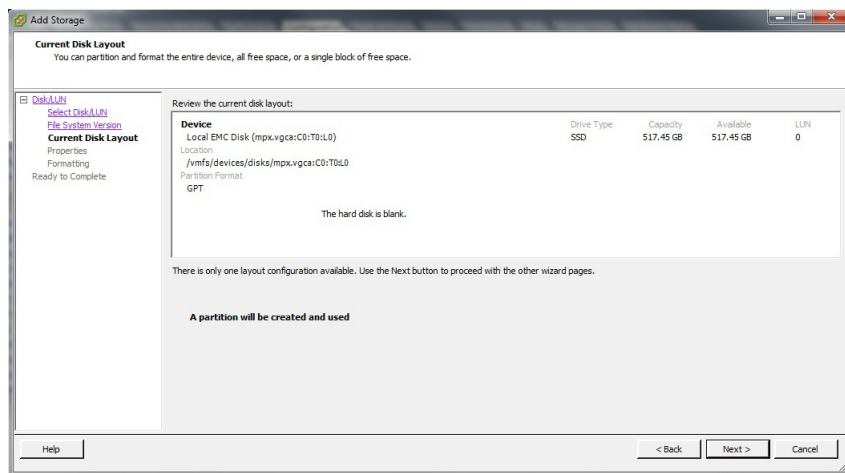 Add Storage
Current Disk Layout
You can partition and format the entire device, all free space, or a single block of free space.
Disk/LUN
Select Disk/LUN
File System Version
Current Disk Layout
Properties
Formatting
Ready to Complete
Review the current disk layout:
Device Drive Type Capacity Available LUN
Local EMC Disk (mpx.vgca:C0:T0:L0) SSD 517.45 GB 517.45 GB 0
Location
/vmfs/devices/disks/mpx.vgca:C0:T0:L0
Partition Format
GPT
The hard disk is blank.
There is only one layout configuration available. Use the Next button to proceed with the other wizard pages.
A partition will be created and used
Help < Back Next > Cancel